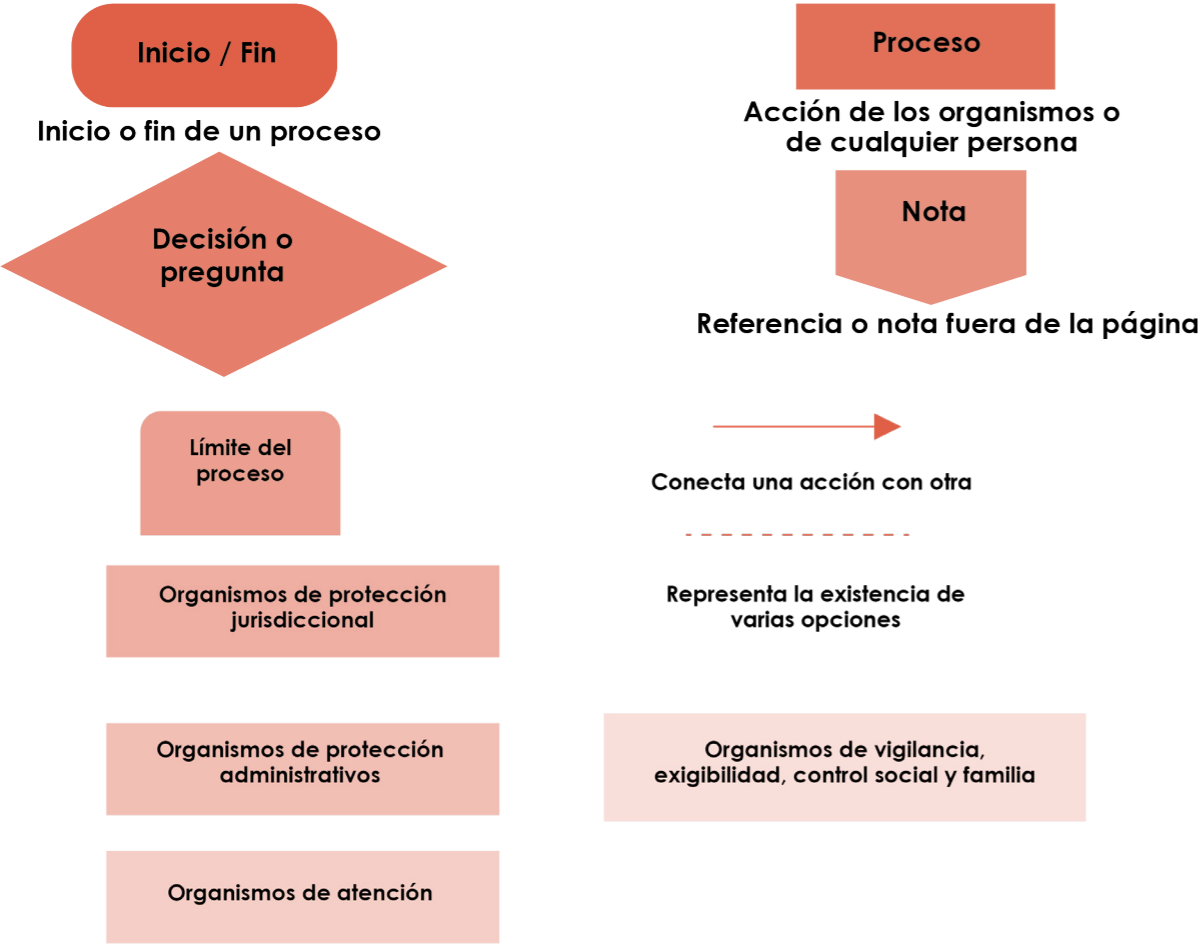 Inicio / Fin
Inicio o fin de un proceso
Proceso
Acción de los organismos o
de cualquier persona
Decisión o
pregunta
Nota
Referencia o nota fuera de la página
Límite del
proceso
Conecta una acción con otra
Organismos de protección
jurisdiccional
Representa la existencia de
varias opciones
Organismos de protección
administrativos
Organismos de vigilancia,
exigibilidad, control social y familia
Organismos de atención